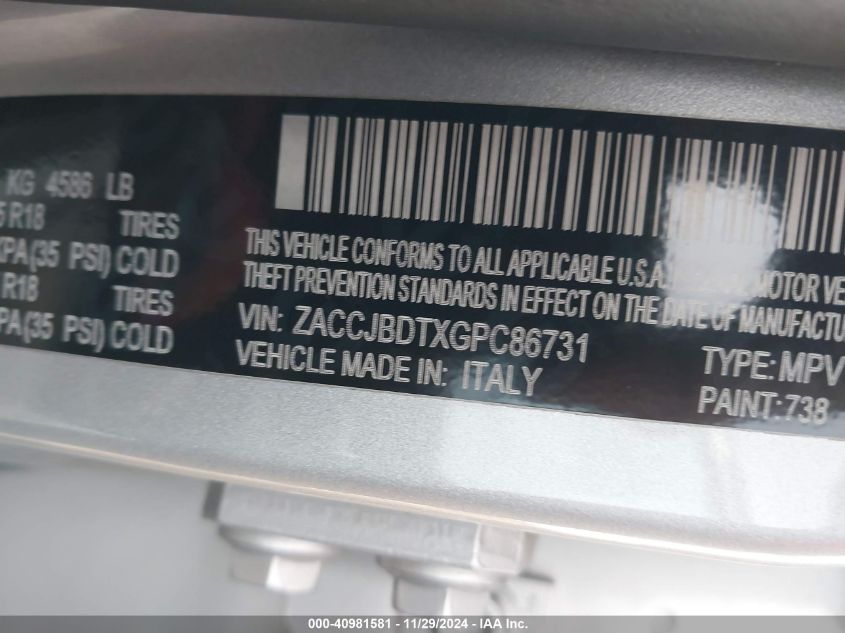 KG 4586 LB
5 R18 TIRES
KPA (35 PSI) COLD
R18 TIRES
PA (35 PSI) COLD
THIS VEHICLE CONFORMS TO ALL APPLICABLE U.S.A. MOTOR VE
THEFT PREVENTION STANDARDS IN EFFECT ON THE DATE OF MANUFACTU
VIN: ZACCJBDTXGPC86731
VEHICLE MADE IN: ITALY
TYPE: MPV
PAINT: 738
000-40981581 - 11/29/2024 - IAA Inc.